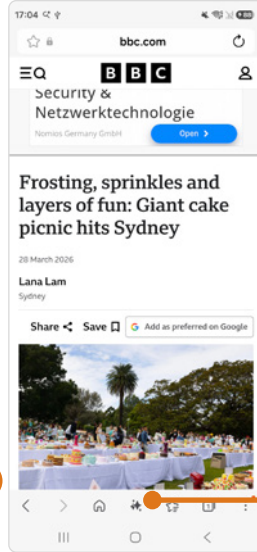 17:04
88
bbc.com
BBC
Security &
Netzwerktechnologie
Nomios Germany GmbH
Open >
Frosting, sprinkles and
layers of fun: Giant cake
picnic hits Sydney
28 March 2026
Lana Lam
Sydney
Share
Save
G Add as preferred on Google